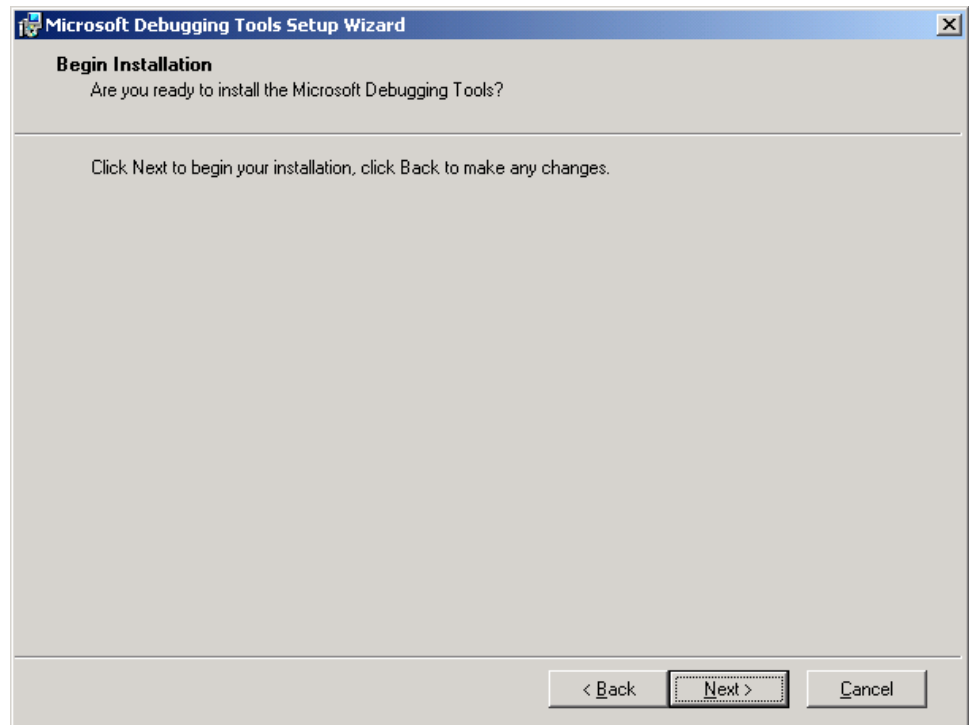 Microsoft Debugging Tools Setup Wizard
Begin Installation
Are you ready to install the Microsoft Debugging Tools?
Click Next to begin your installation, click Back to make any changes.
< Back Next > Cancel